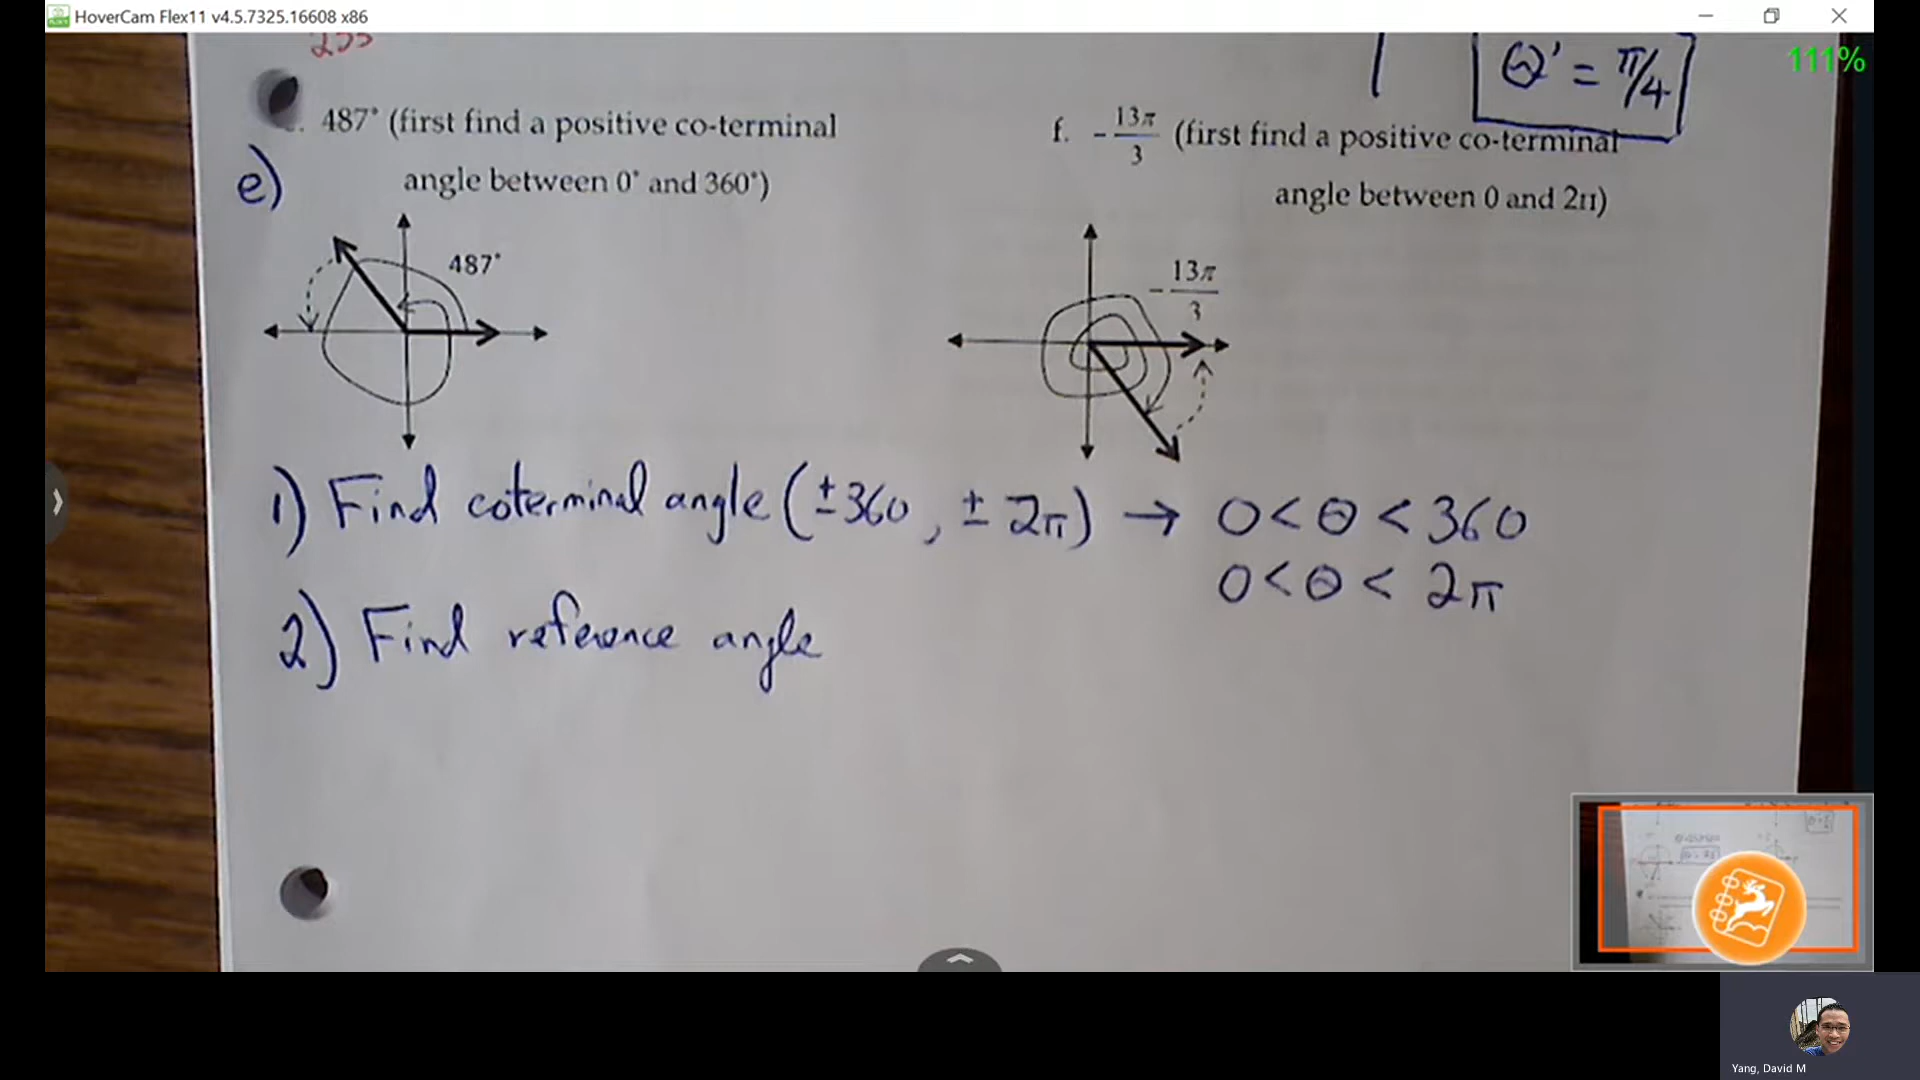 HoverCam Flex11 v4.5.7325.16608 x86
111%
θ' = π/4
487° (first find a positive co-terminal
angle between 0° and 360°)
e)
487°
f. -13π/3 (first find a positive co-terminal
angle between 0 and 2π)
-13π/3
1) Find coterminal angle (±360, ±2π) → 0<θ<360
0<θ<2π
2) Find reference angle
Yang, David M